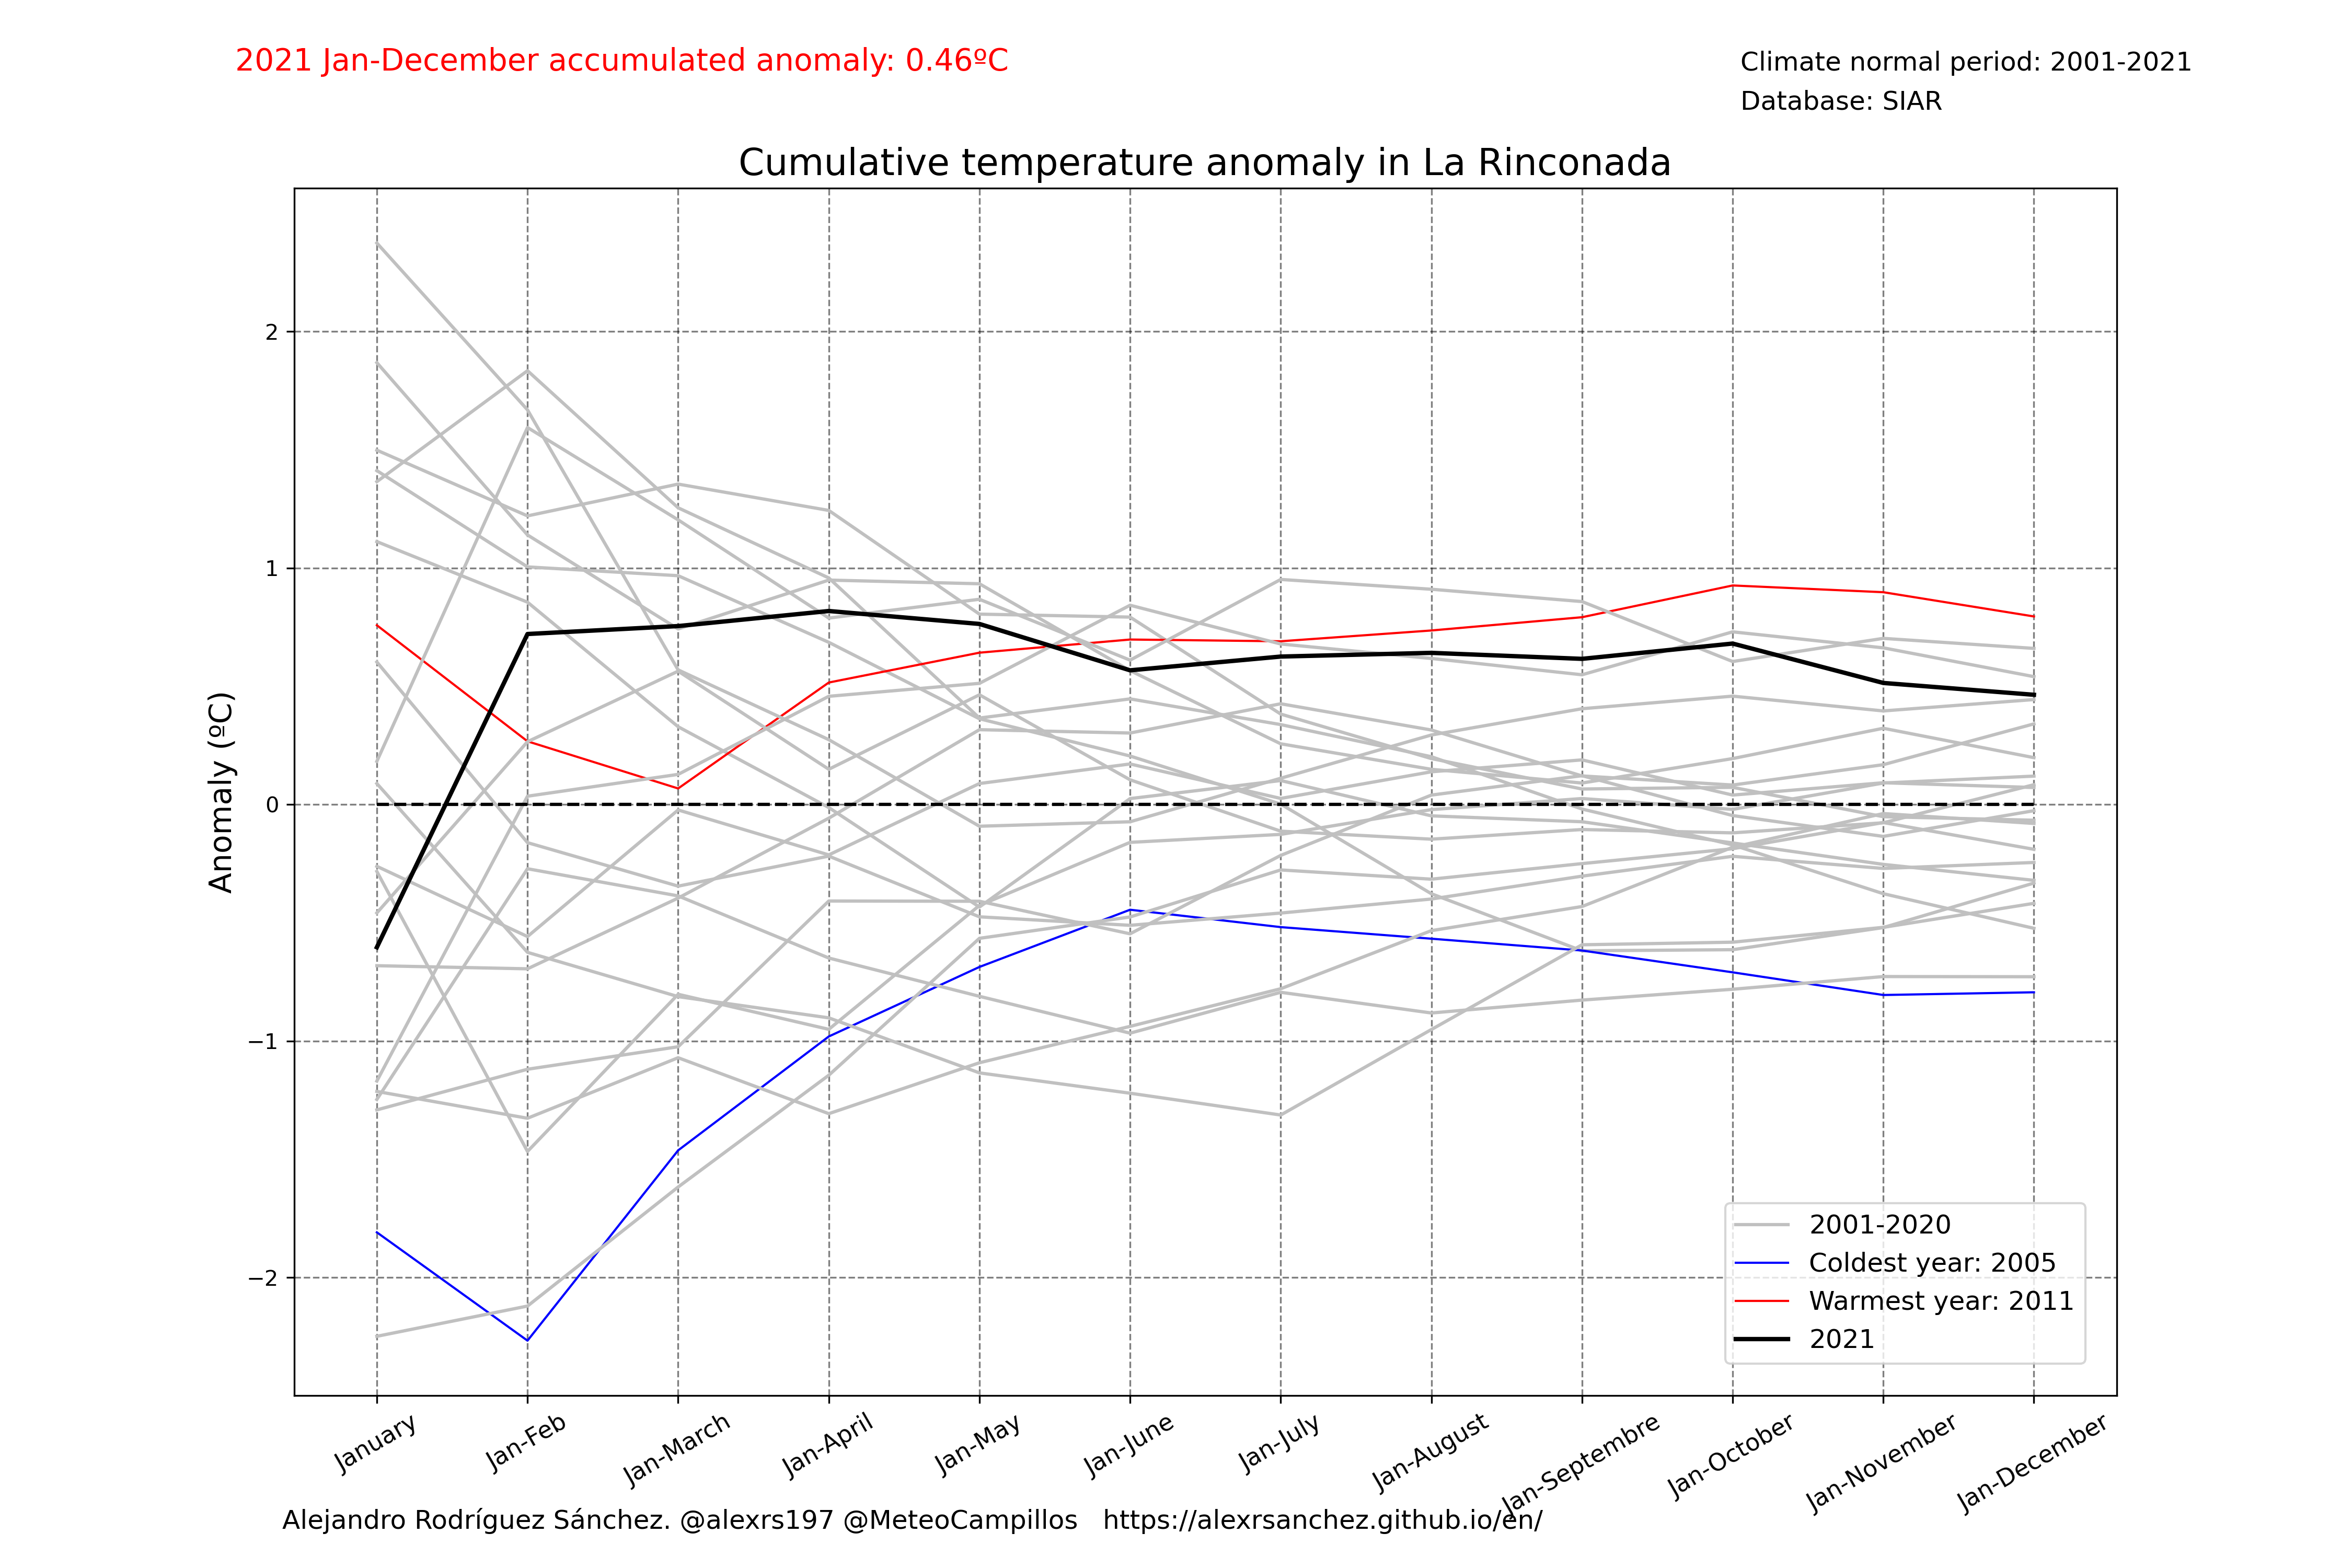 2021 Jan-December accumulated anomaly: 0.46ºC
Climate normal period: 2001-2021
Database: SIAR
Cumulative temperature anomaly in La Rinconada
Anomaly (ºC)
2
1
0
−1
−2
2001-2020
Coldest year: 2005
Warmest year: 2011
2021
January
Jan-Feb
Jan-March
Jan-April
Jan-May
Jan-June
Jan-July
Jan-August
Jan-Septembre
Jan-October
Jan-November
Jan-December
Alejandro Rodríguez Sánchez. @alexrs197 @MeteoCampillos   https://alexrsanchez.github.io/en/